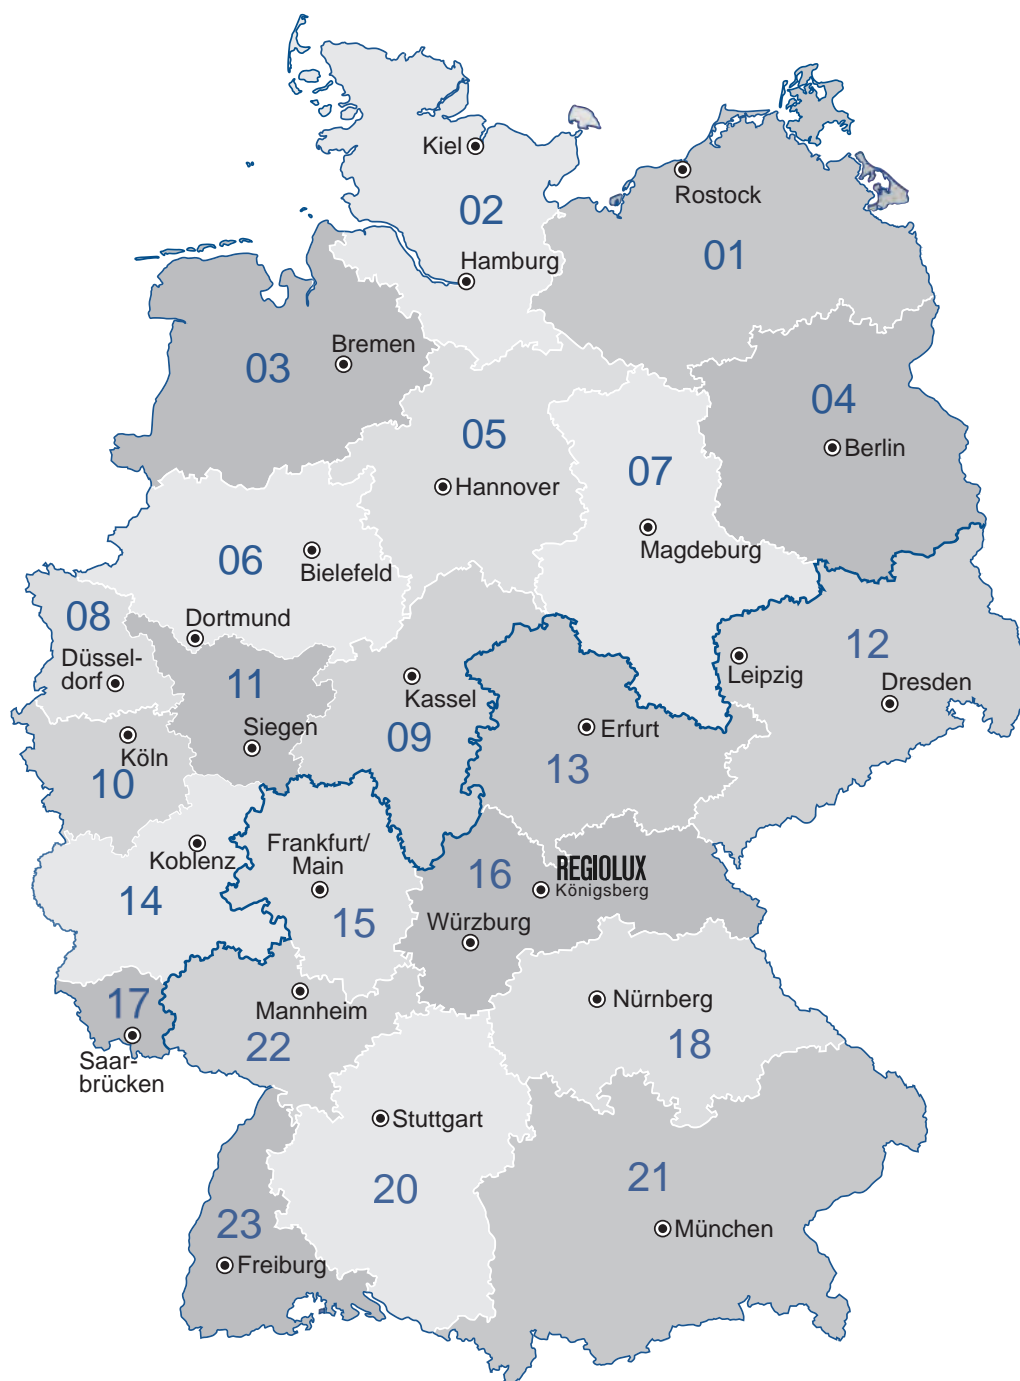 Kiel
Rostock
02
01
Hamburg
Bremen
03
04
05
Berlin
07
Hannover
Magdeburg
06
Bielefeld
08
Dortmund
12
Düssel-
dorf
11
Leipzig
Dresden
Kassel
Siegen
09
Erfurt
Köln
13
10
Frankfurt/
Main
Koblenz
REGIOLUX
Königsberg
16
14
15
Würzburg
17
Mannheim
Nürnberg
22
18
Saar-
brücken
Stuttgart
20
21
23
München
Freiburg